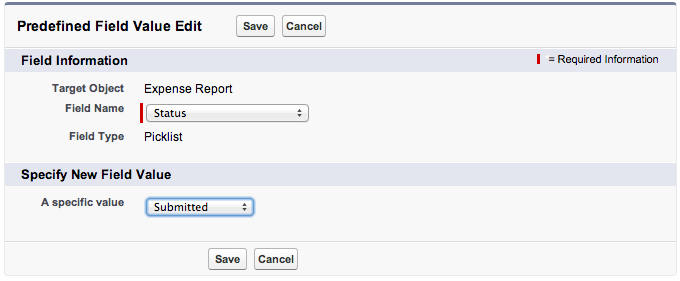 Predefined Field Value Edit Save Cancel
Field Information = Required Information
Target Object Expense Report
Field Name Status
Field Type Picklist
Specify New Field Value
A specific value Submitted
Save Cancel